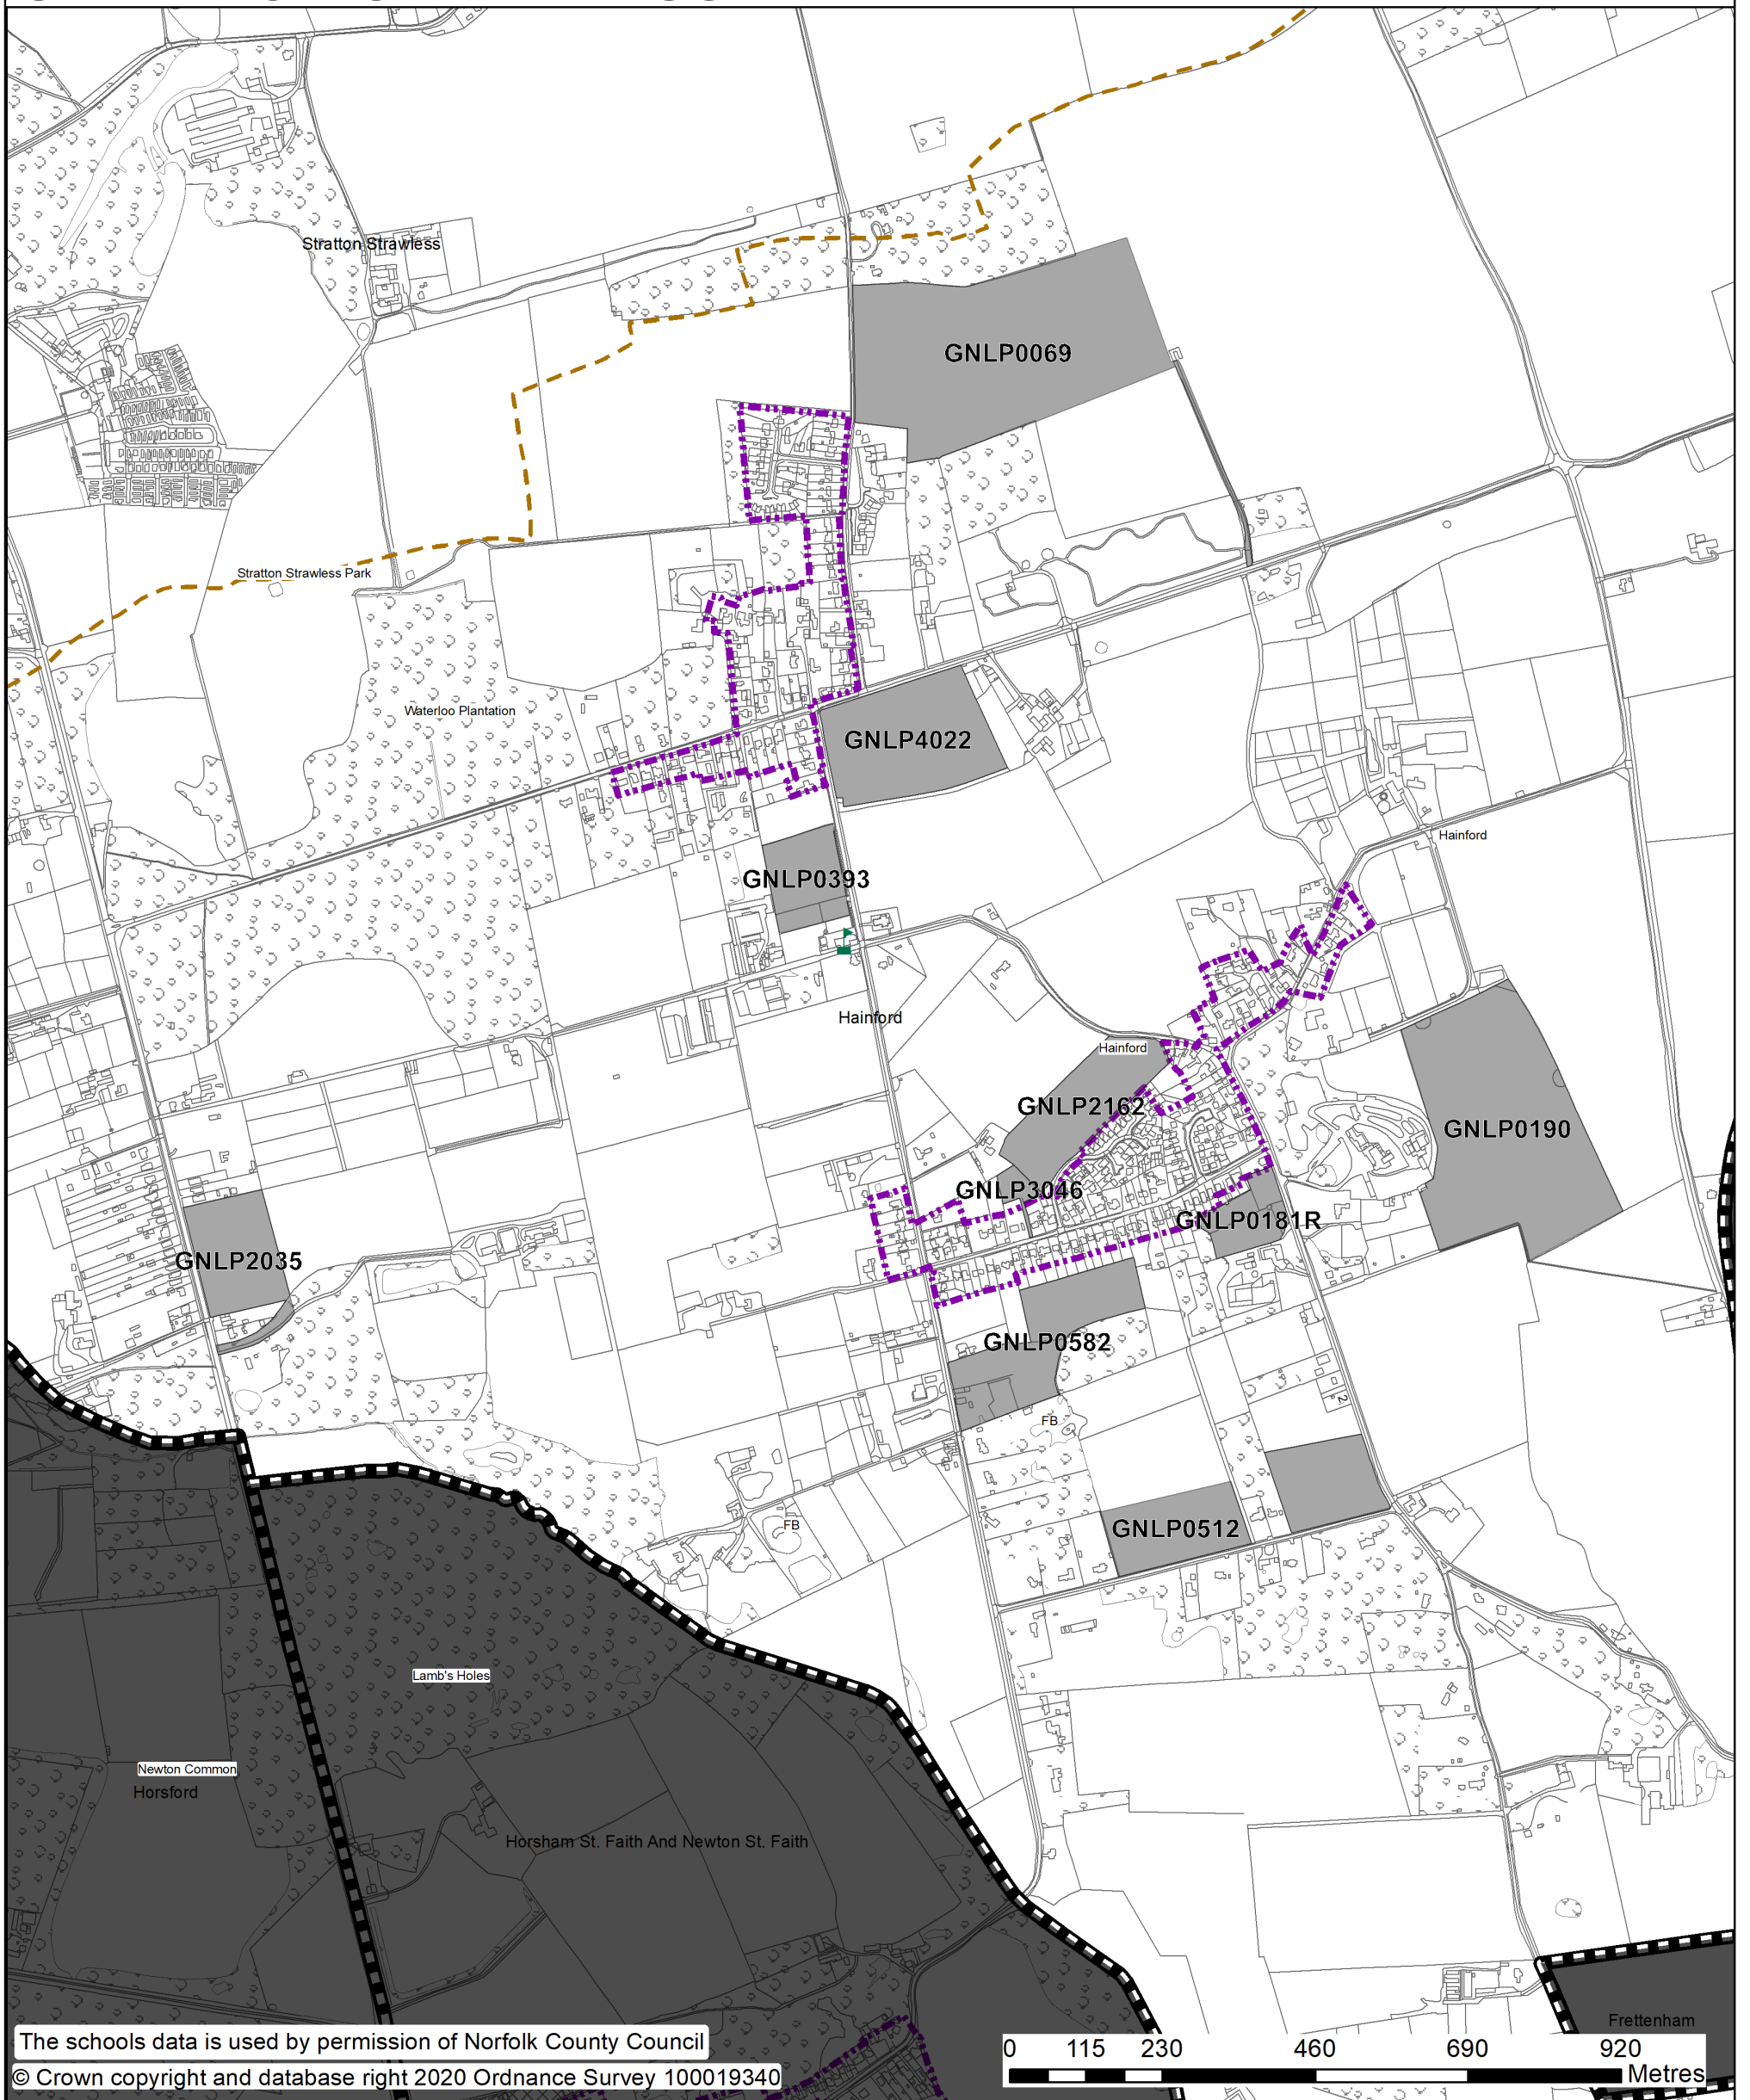 Stratton Strawless
GNLP0069
Stratton Strawless Park
Waterloo Plantation
GNLP4022
Hainford
GNLP0393
Hainford
Hainford
GNLP2162
GNLP0190
GNLP3046
GNLP0181R
GNLP2035
GNLP0582
2
FB
FB
GNLP0512
Lamb's Holes
Newton Common
Horsford
Horsham St. Faith And Newton St. Faith
Frettenham
The schools data is used by permission of Norfolk County Council
© Crown copyright and database right 2020 Ordnance Survey 100019340
0 115 230 460 690 920
Metres